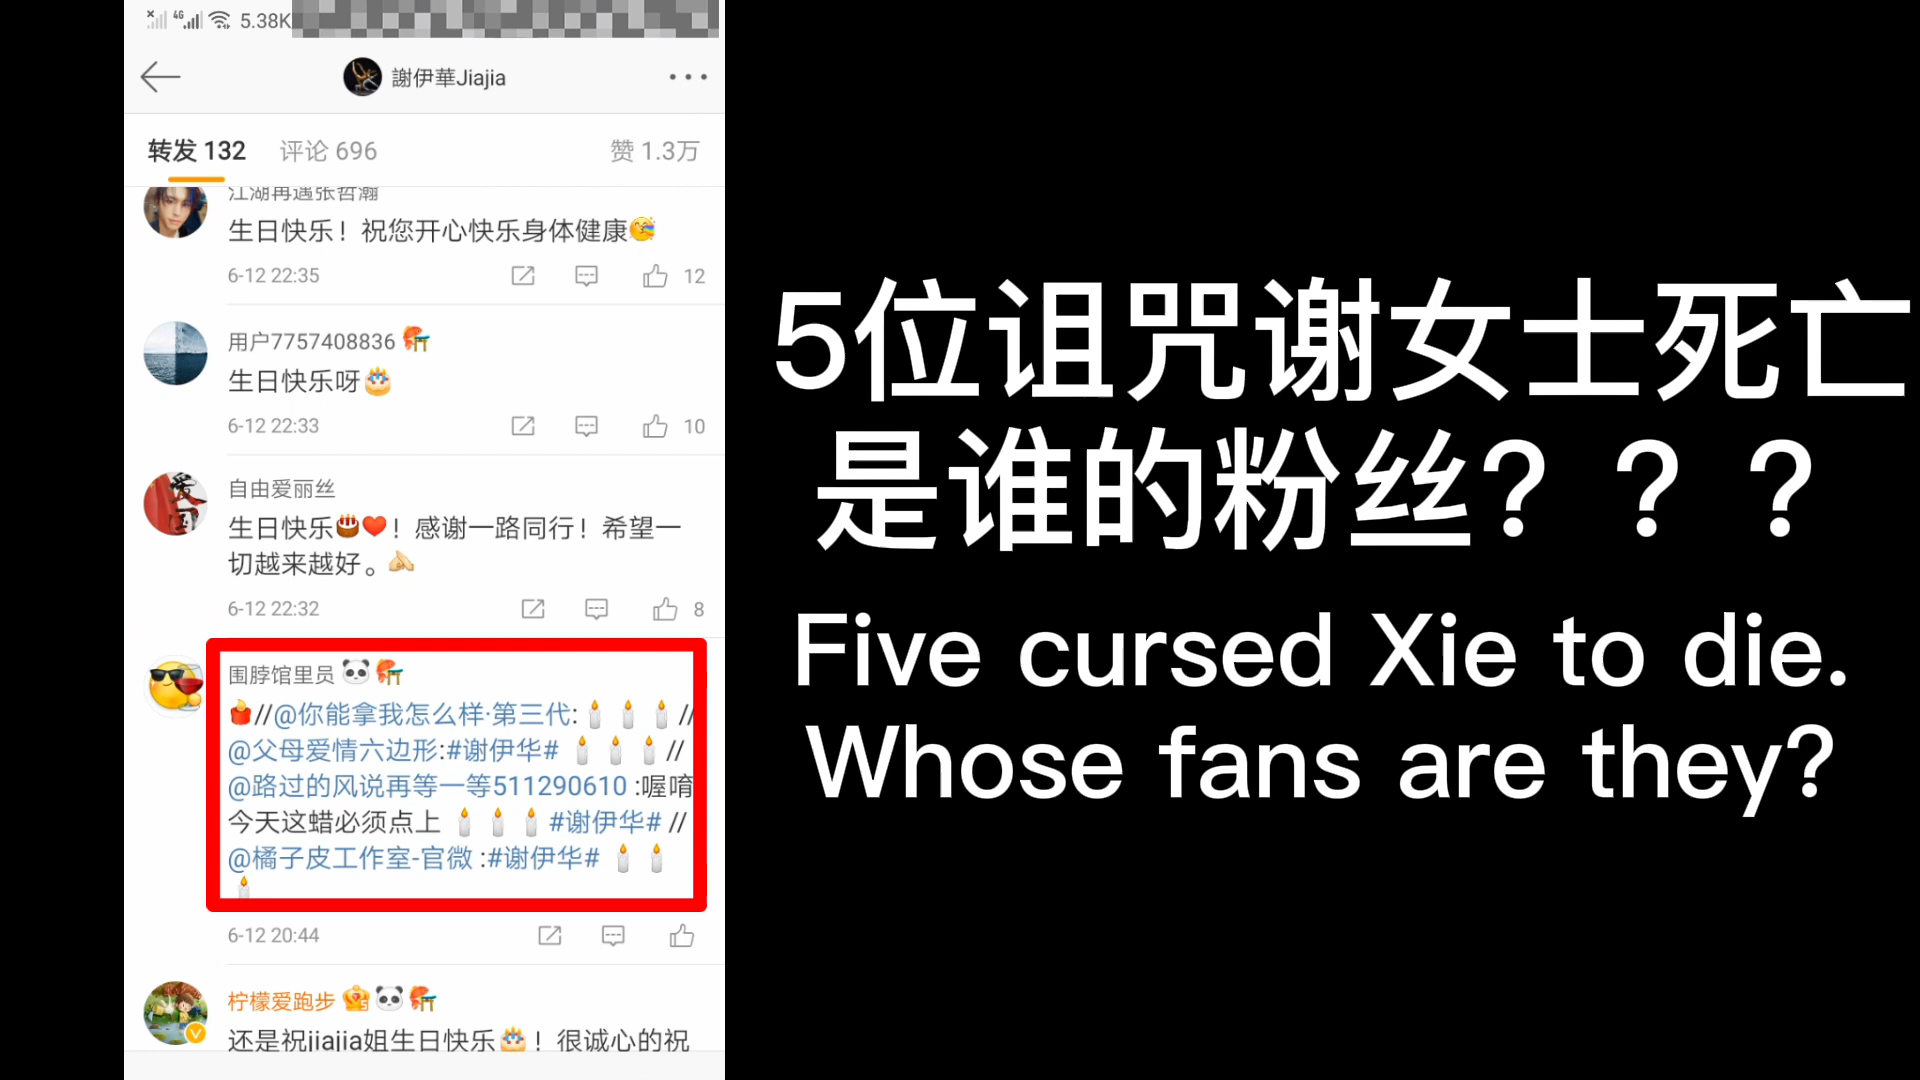 4G 5.38K
謝伊華Jiajia
转发 132 评论 696 赞 1.3万
江湖再遇张哲瀚
生日快乐！祝您开心快乐身体健康
6-12 22:35 12
用户7757408836
生日快乐呀
6-12 22:33 10
爱国
自由爱丽丝
生日快乐！感谢一路同行！希望一
切越来越好。
6-12 22:32 8
围脖馆里员
//@你能拿我怎么样·第三代: //
@父母爱情六边形:#谢伊华# //
@路过的风说再等一等511290610 :喔唷
今天这蜡必须点上 #谢伊华# //
@橘子皮工作室-官微 :#谢伊华#
6-12 20:44
柠檬爱跑步
还是祝jiajia姐生日快乐！很诚心的祝
5位诅咒谢女士死亡
是谁的粉丝？？？
Five cursed Xie to die.
Whose fans are they?